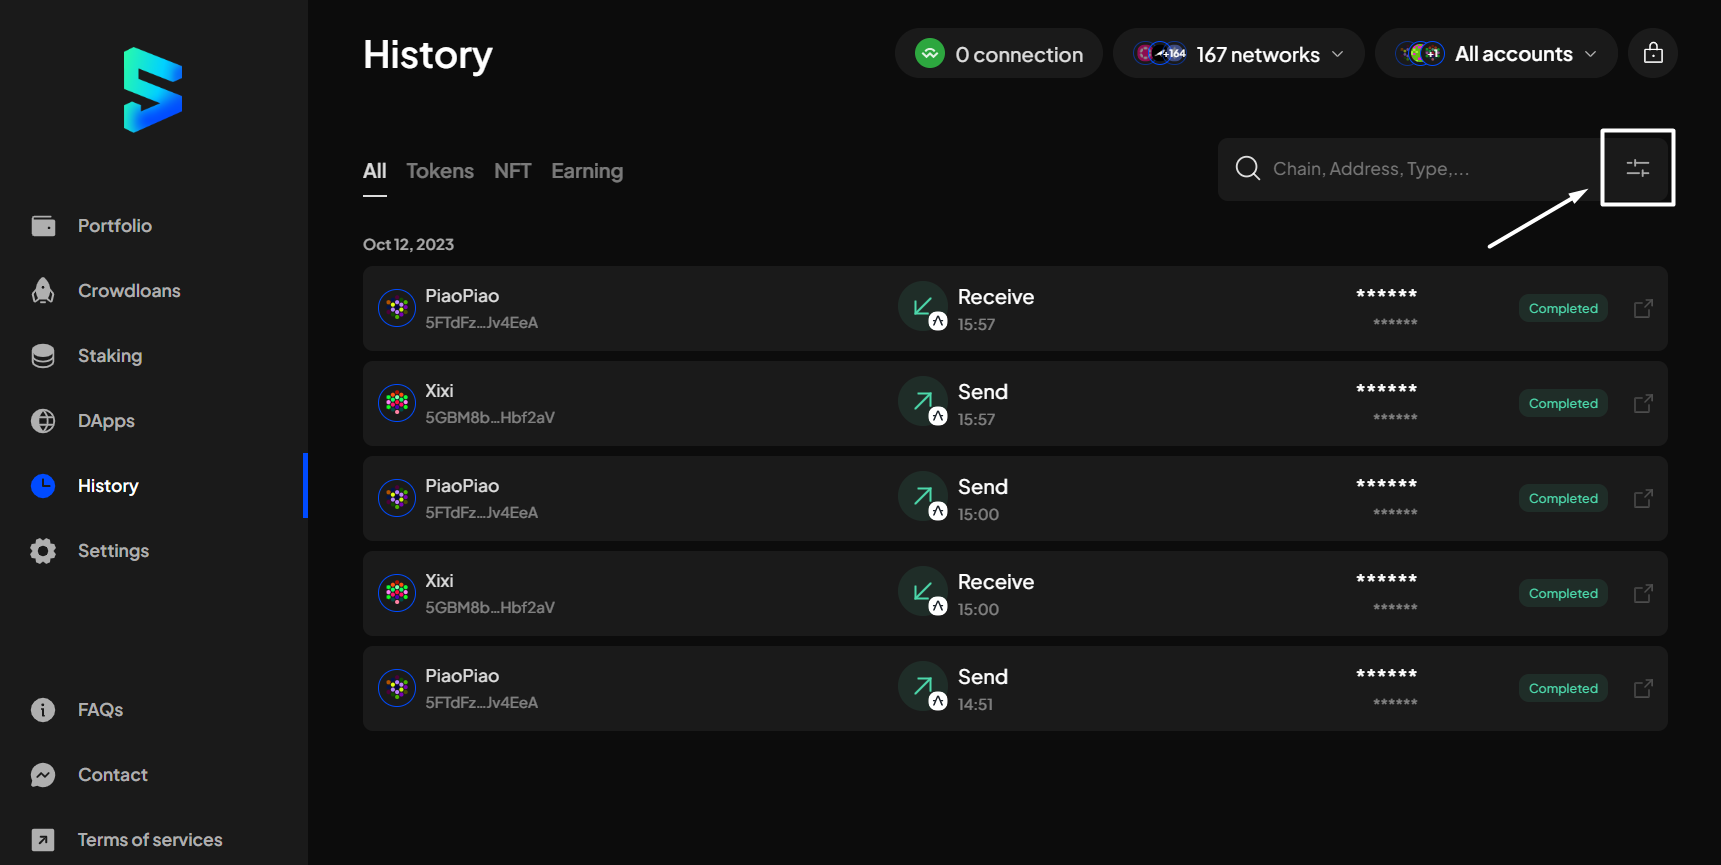 History
0 connection
+164 167 networks
+1 All accounts
Portfolio
Crowdloans
Staking
DApps
History
Settings
FAQs
Contact
Terms of services
All Tokens NFT Earning
Chain, Address, Type,...
Oct 12, 2023
PiaoPiao
5FTdFz...Jv4EeA
Receive
15:57
******
******
Completed
Xixi
5GBM8b...Hbf2aV
Send
15:57
******
******
Completed
PiaoPiao
5FTdFz...Jv4EeA
Send
15:00
******
******
Completed
Xixi
5GBM8b...Hbf2aV
Receive
15:00
******
******
Completed
PiaoPiao
5FTdFz...Jv4EeA
Send
14:51
******
******
Completed